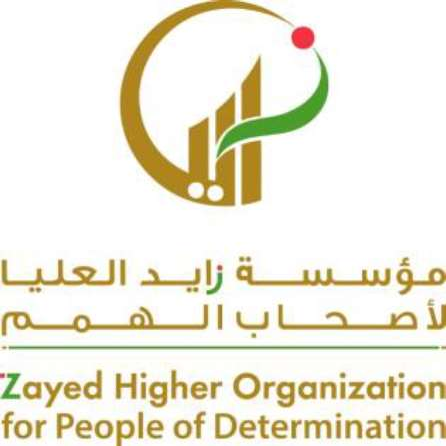 مؤسسة زايد العليا
لأصحاب الهمم
Zayed Higher Organization
for People of Determination